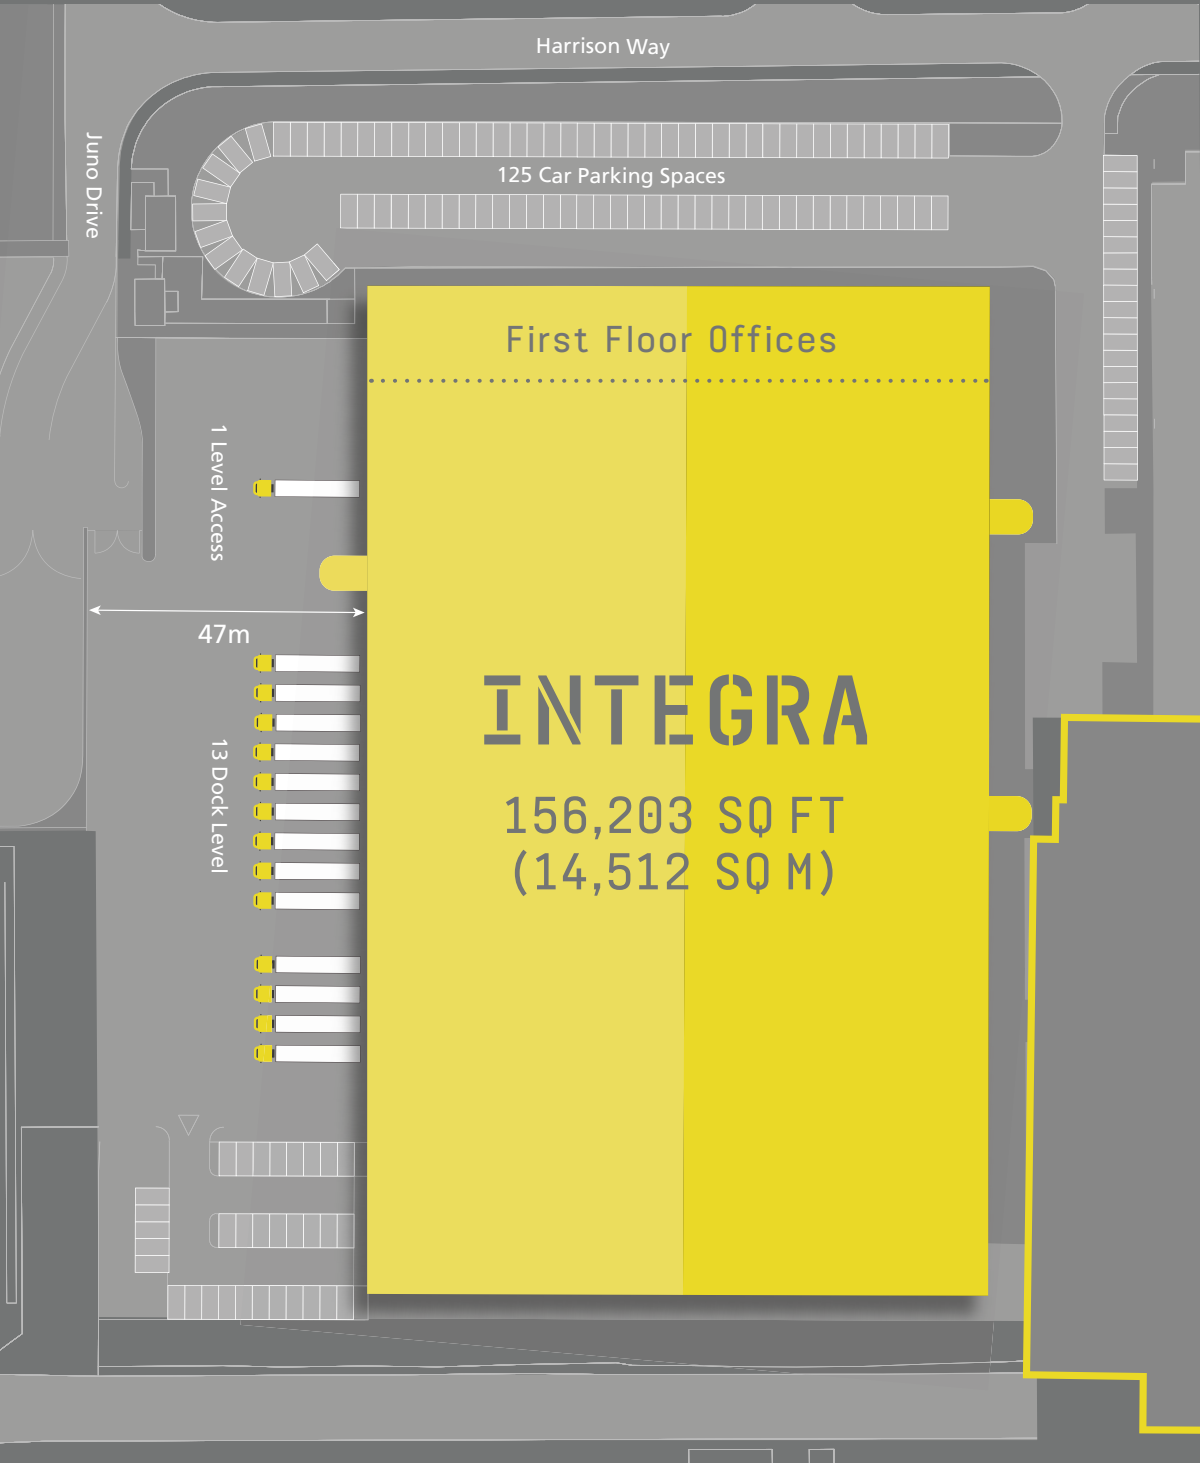 Harrison Way
Juno Drive
125 Car Parking Spaces
First Floor Offices
1 Level Access
47m
INTEGRA
13 Dock Level
156,203 SQ FT
(14,512 SQ M)